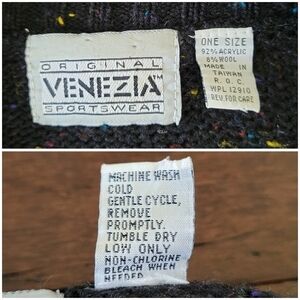 ORIGINAL
VENEZIA™
SPORTSWEAR
ONE SIZE
92% ACRYLIC
8% WOOL
MADE IN
TAIWAN
R.O.C.
WPL 12910
REV. FOR CARE
MACHINE WASH
COLD
GENTLE CYCLE,
REMOVE
PROMPTLY.
TUMBLE DRY
LOW ONLY
NON-CHLORINE
BLEACH WHEN
NEEDED